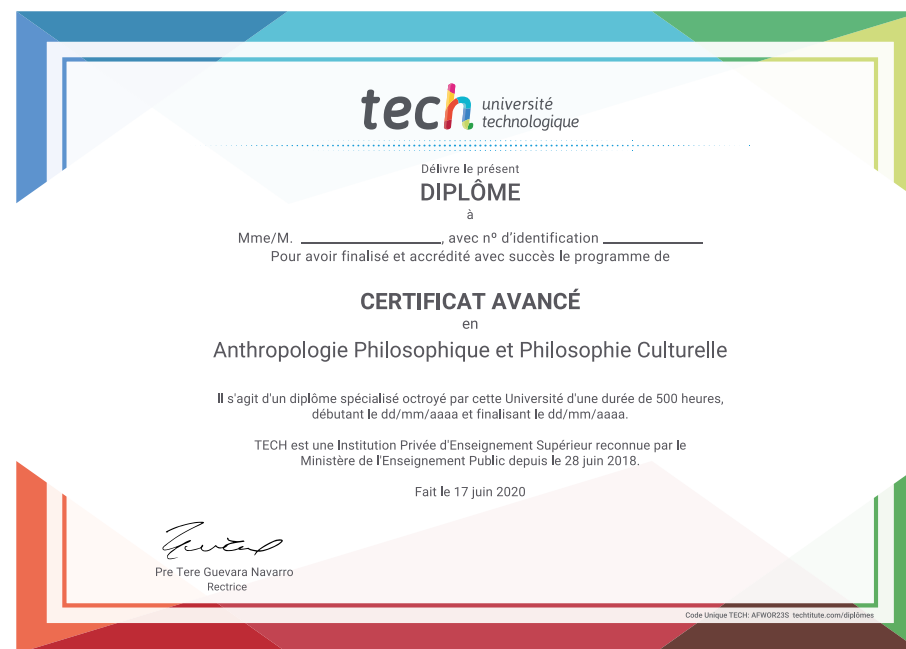 tech université
technologique
Délivre le présent
DIPLÔME
à
Mme/M. ____________________, avec nº d'identification ______________
Pour avoir finalisé et accrédité avec succès le programme de
CERTIFICAT AVANCÉ
en
Anthropologie Philosophique et Philosophie Culturelle
Il s'agit d'un diplôme spécialisé octroyé par cette Université d'une durée de 500 heures,
débutant le dd/mm/aaaa et finalisant le dd/mm/aaaa.
TECH est une Institution Privée d'Enseignement Supérieur reconnue par le
Ministère de l'Enseignement Public depuis le 28 juin 2018.
Fait le 17 juin 2020
Pre Tere Guevara Navarro
Rectrice
Code Unique TECH: AFWOR23S techtitute.com/diplômes